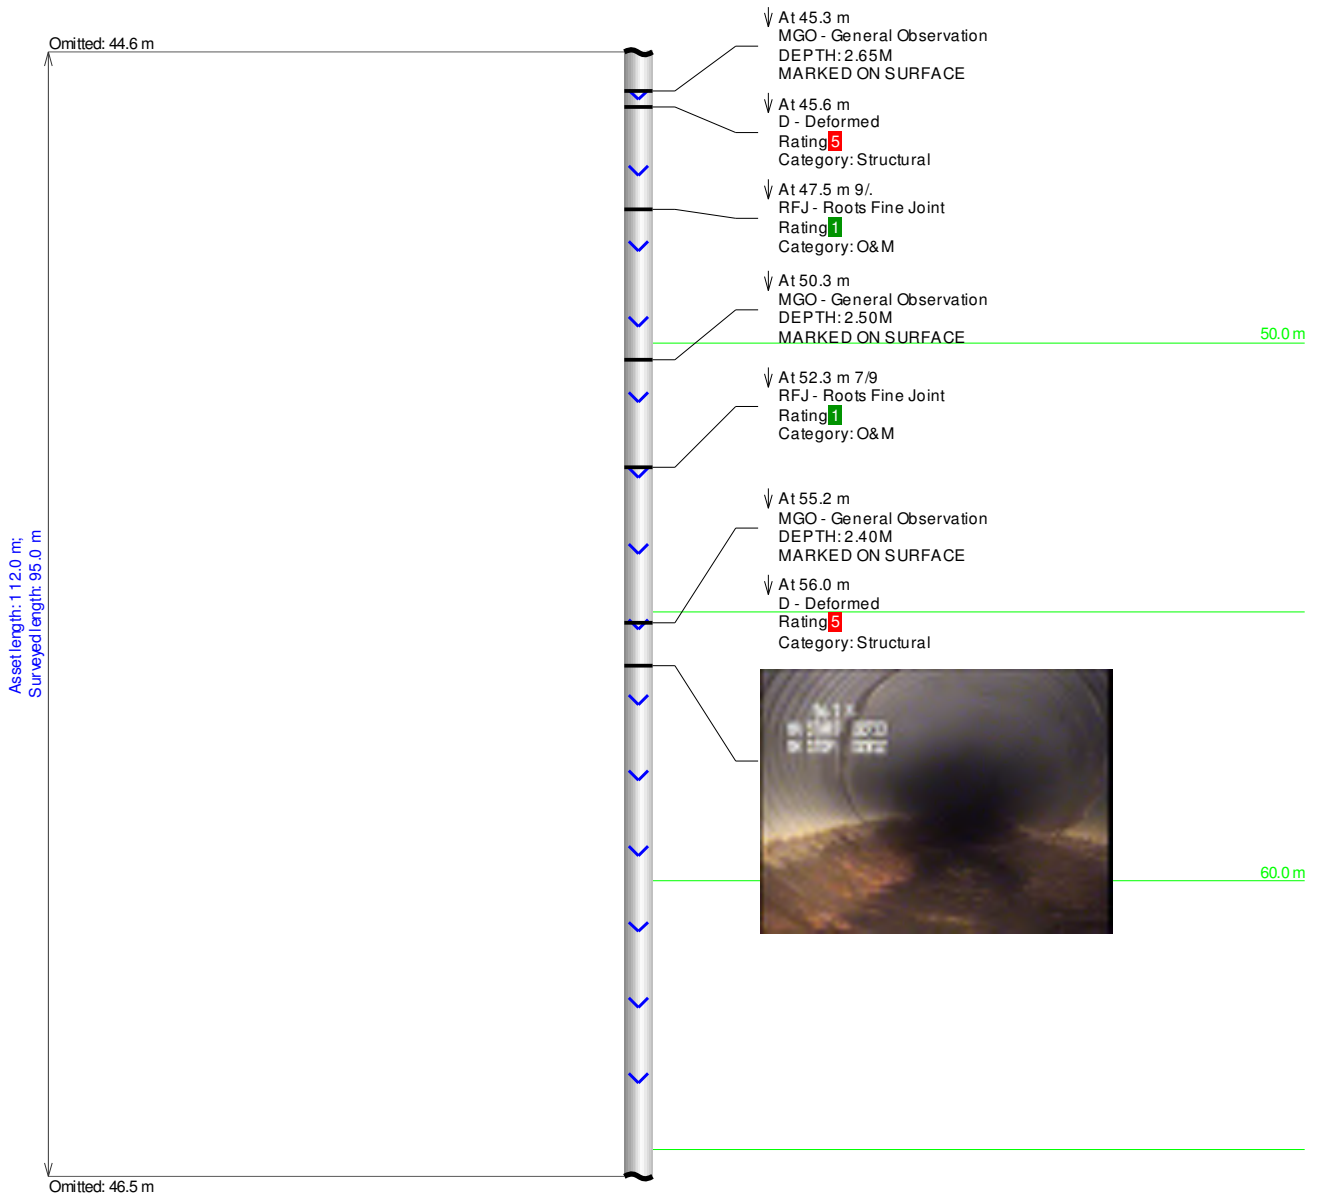 Omitted: 44.6 m
At 45.3 m
MGO - General Observation
DEPTH: 2.65M
MARKED ON SURFACE
At 45.6 m
D - Deformed
Rating 5
Category: Structural
At 47.5 m 9/.
RFJ - Roots Fine Joint
Rating 1
Category: O&M
At 50.3 m
MGO - General Observation
DEPTH: 2.50M
MARKED ON SURFACE
50.0 m
At 52.3 m 7/9
RFJ - Roots Fine Joint
Rating 1
Category: O&M
At 55.2 m
MGO - General Observation
DEPTH: 2.40M
MARKED ON SURFACE
At 56.0 m
D - Deformed
Rating 5
Category: Structural
60.0 m
Asset length: 112.0 m;
Surveyed length: 95.0 m
Omitted: 46.5 m